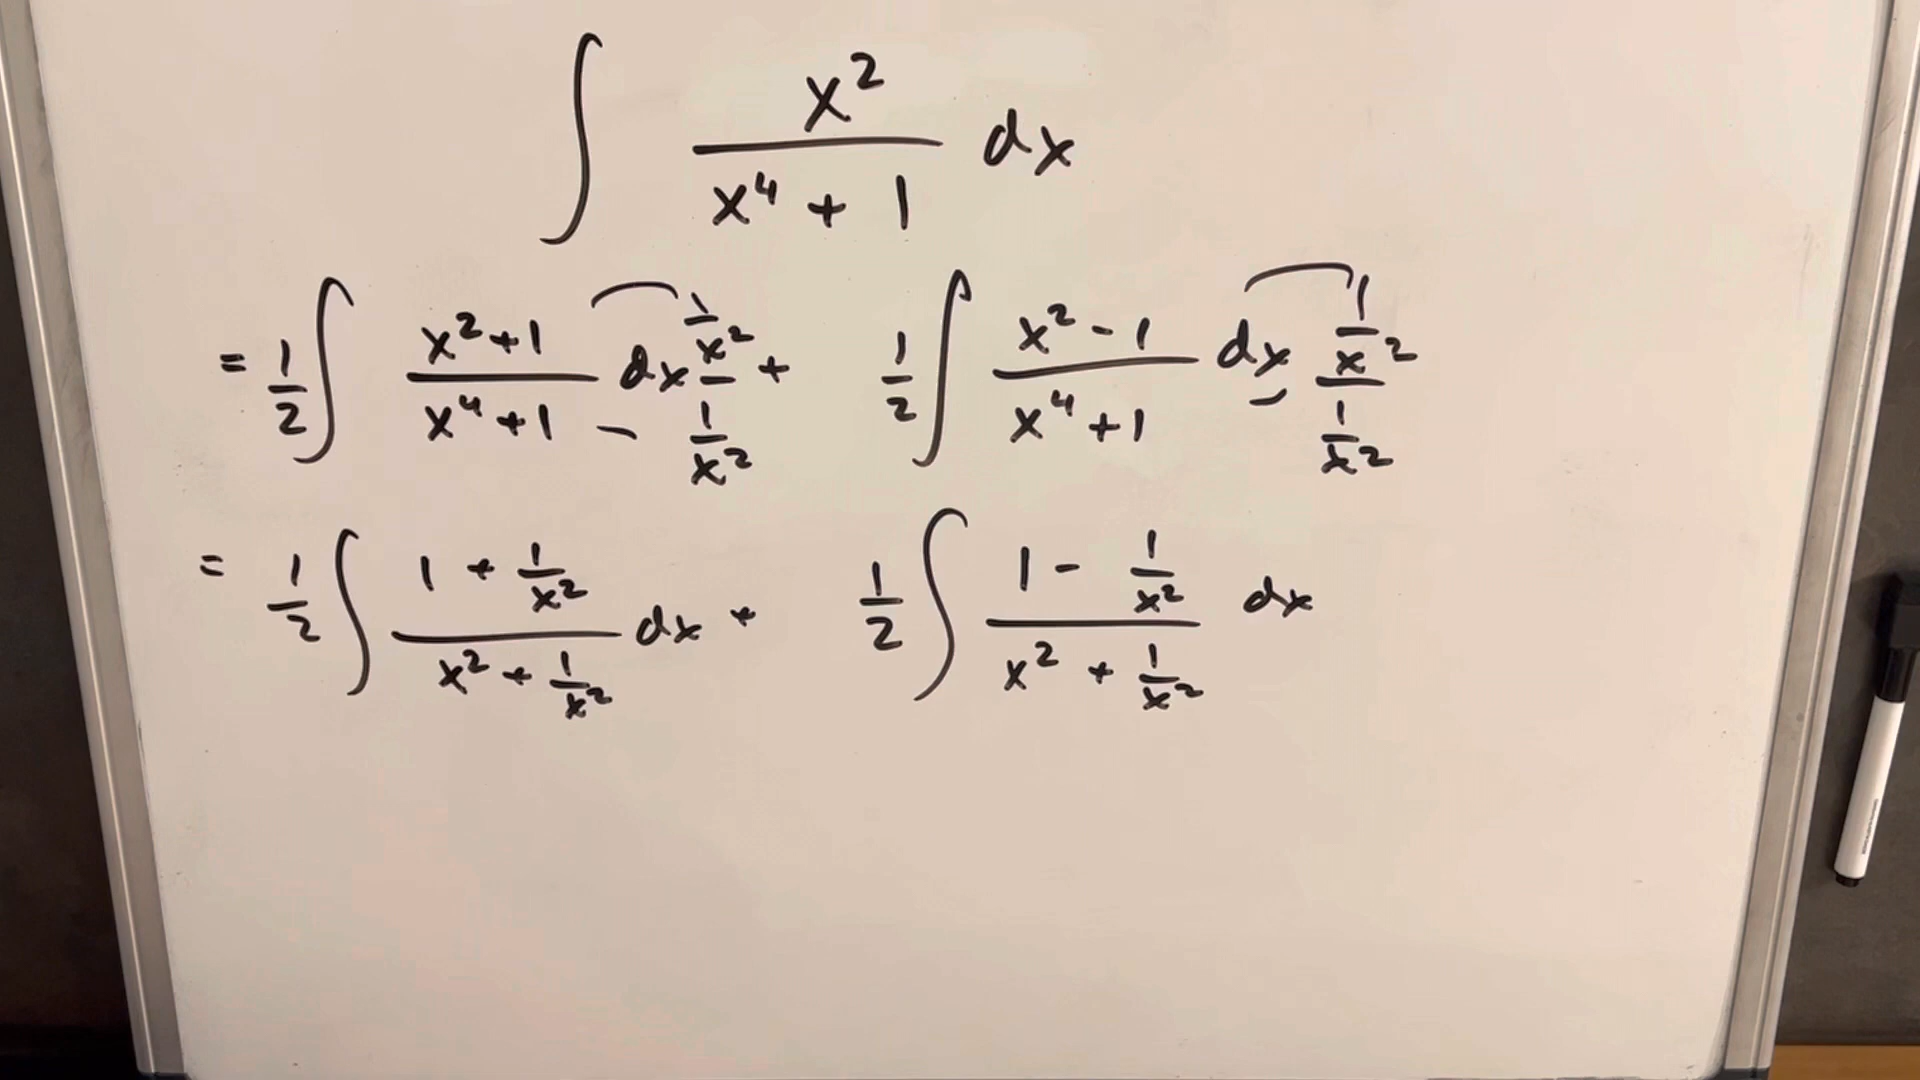 ∫ x²/(x⁴ + 1) dx
= 1/2 ∫ (x²+1)/(x⁴+1) dx (1/x²)/(1/x²) + 1/2 ∫ (x²-1)/(x⁴+1) dx (1/x²)/(1/x²)
= 1/2 ∫ (1 + 1/x²)/(x² + 1/x²) dx + 1/2 ∫ (1 - 1/x²)/(x² + 1/x²) dx